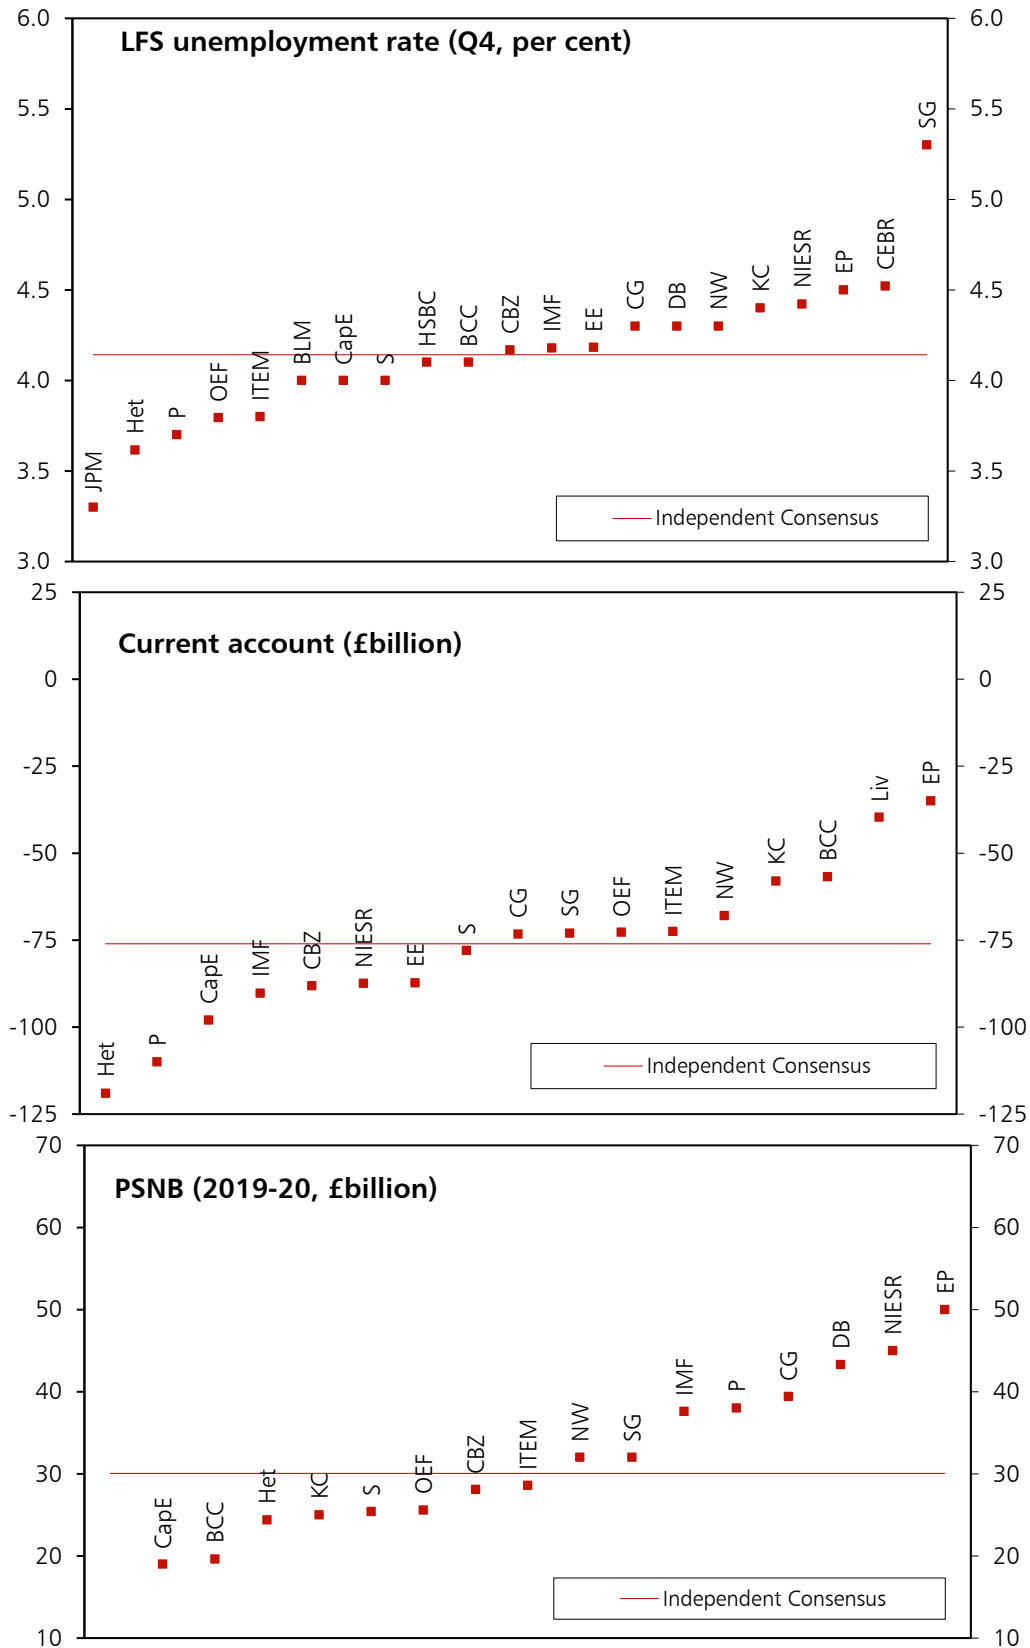 LFS unemployment rate (Q4, per cent)
6.0 6.0
5.5 5.5
5.0 5.0
4.5 4.5
4.0 4.0
3.5 3.5
3.0 3.0
JPM
Het
P
OEF
ITEM
BLM
CapE
S
HSBC
BCC
CBZ
IMF
EE
CG
DB
NW
KC
NIESR
EP
CEBR
SG
Independent Consensus
Current account (£billion)
25 25
0 0
-25 -25
-50 -50
-75 -75
-100 -100
-125 -125
Het
P
CapE
IMF
CBZ
NIESR
EE
S
CG
SG
OEF
ITEM
NW
KC
BCC
Liv
EP
Independent Consensus
PSNB (2019-20, £billion)
70 70
60 60
50 50
40 40
30 30
20 20
10 10
CapE
BCC
Het
KC
S
OEF
CBZ
ITEM
NW
SG
IMF
P
CG
DB
NIESR
EP
Independent Consensus